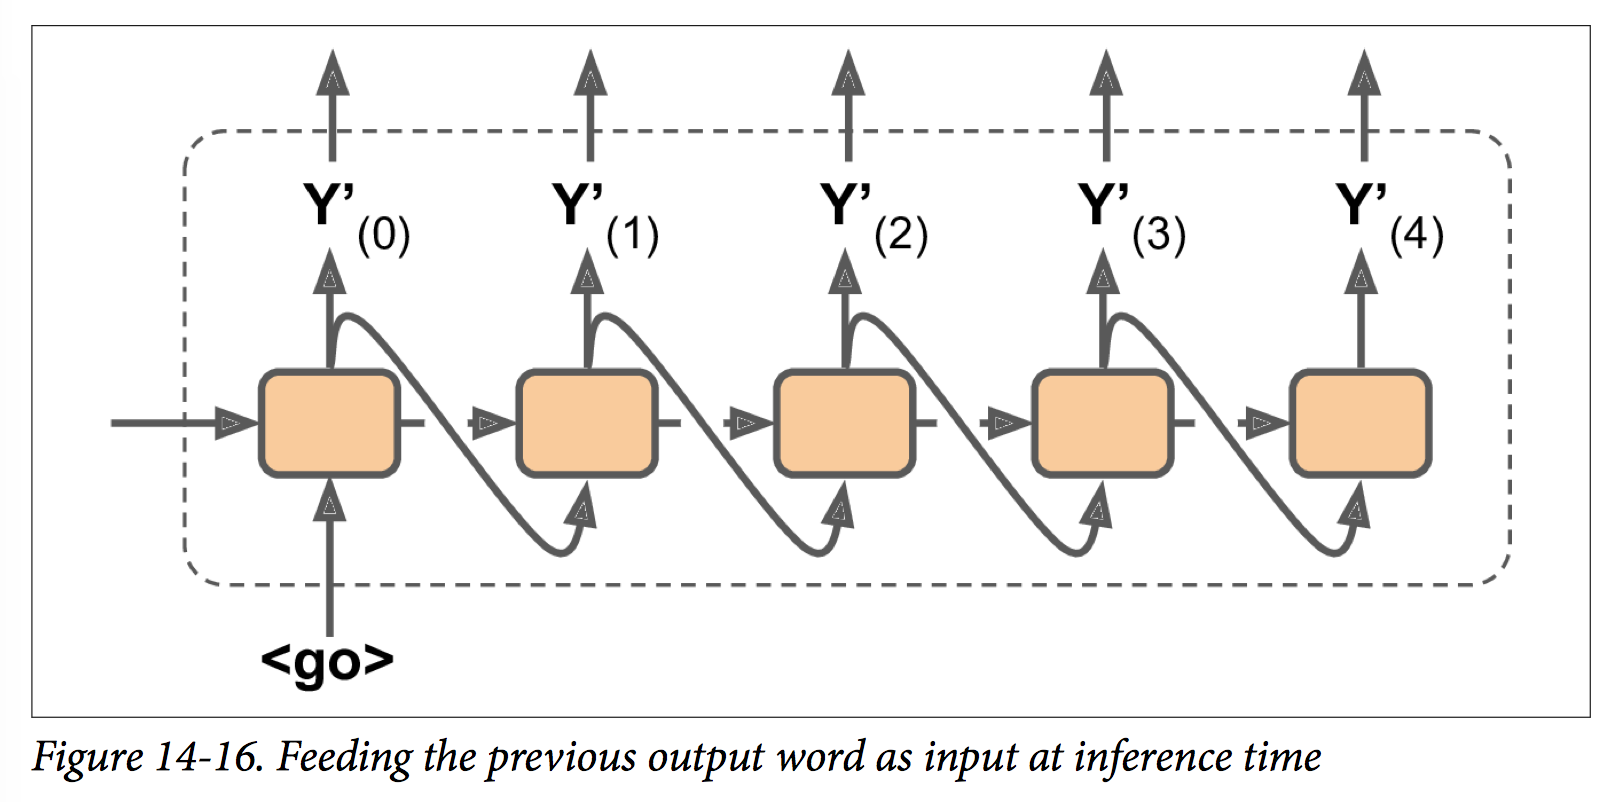 Y’(0) Y’(1) Y’(2) Y’(3) Y’(4)
<go>
Figure 14-16. Feeding the previous output word as input at inference time